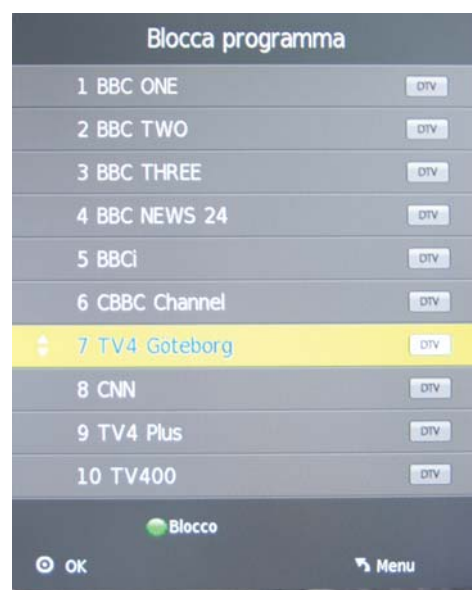 Blocca programma
1 BBC ONE DTV
2 BBC TWO DTV
3 BBC THREE DTV
4 BBC NEWS 24 DTV
5 BBCi DTV
6 CBBC Channel DTV
7 TV4 Goteborg DTV
8 CNN DTV
9 TV4 Plus DTV
10 TV400 DTV
Blocco
OK Menu